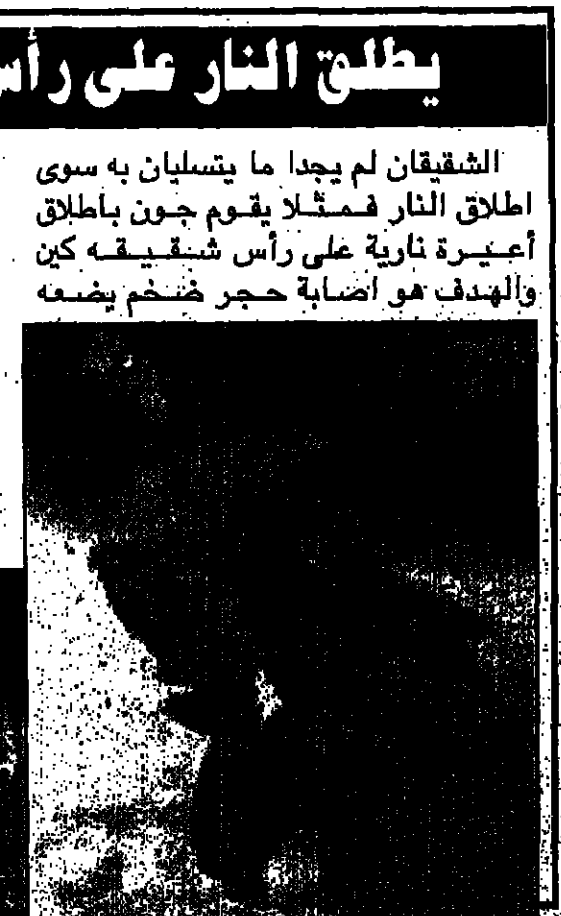 يطلق النار على رأس
الشقيقان لم يجدا ما يتسليان به سوى
اطلاق النار فمثلا يقوم جون باطلاق
أعيرة نارية على رأس شقيقه كين
والهدف هو اصابة حجر ضخم يضعه